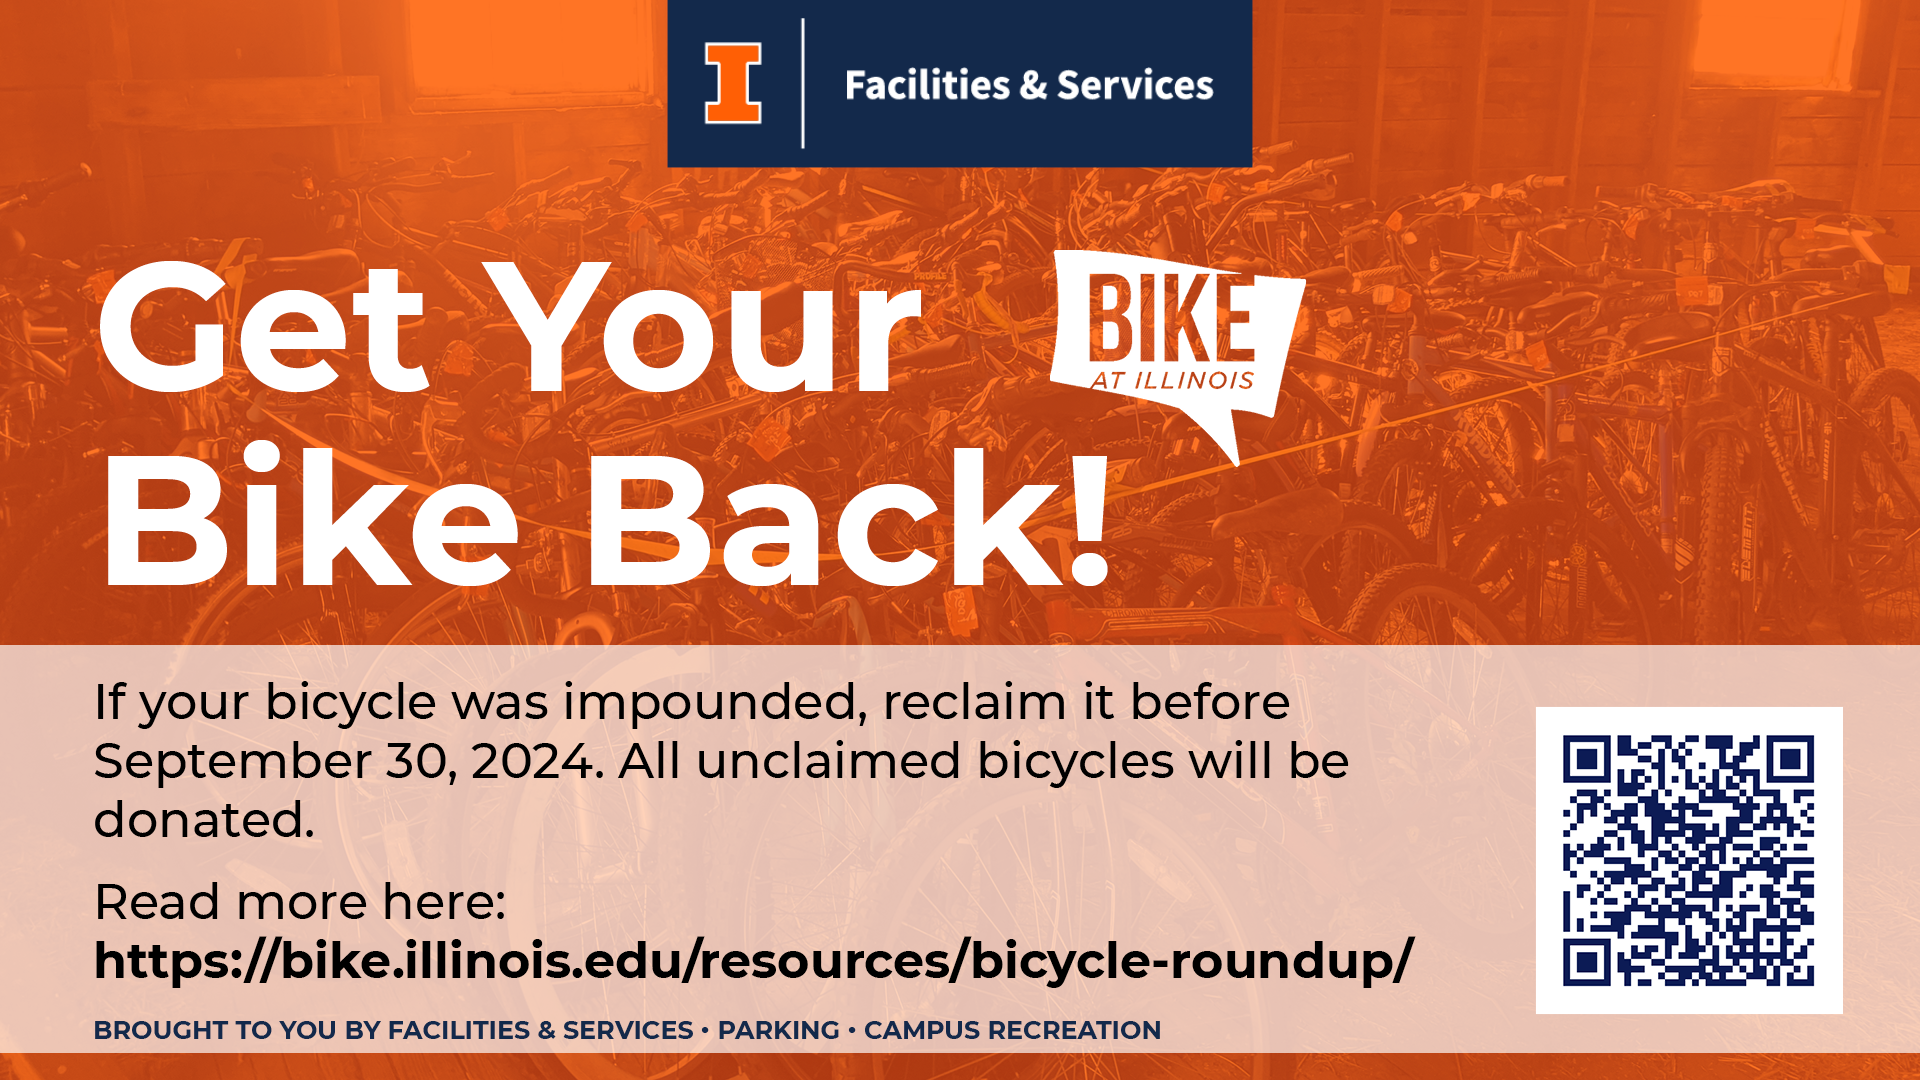 I
Facilities & Services
Get Your
BIKE
AT ILLINOIS
Bike Back!
If your bicycle was impounded, reclaim it before
September 30, 2024. All unclaimed bicycles will be
donated.
Read more here:
https://bike.illinois.edu/resources/bicycle-roundup/
BROUGHT TO YOU BY FACILITIES & SERVICES • PARKING • CAMPUS RECREATION